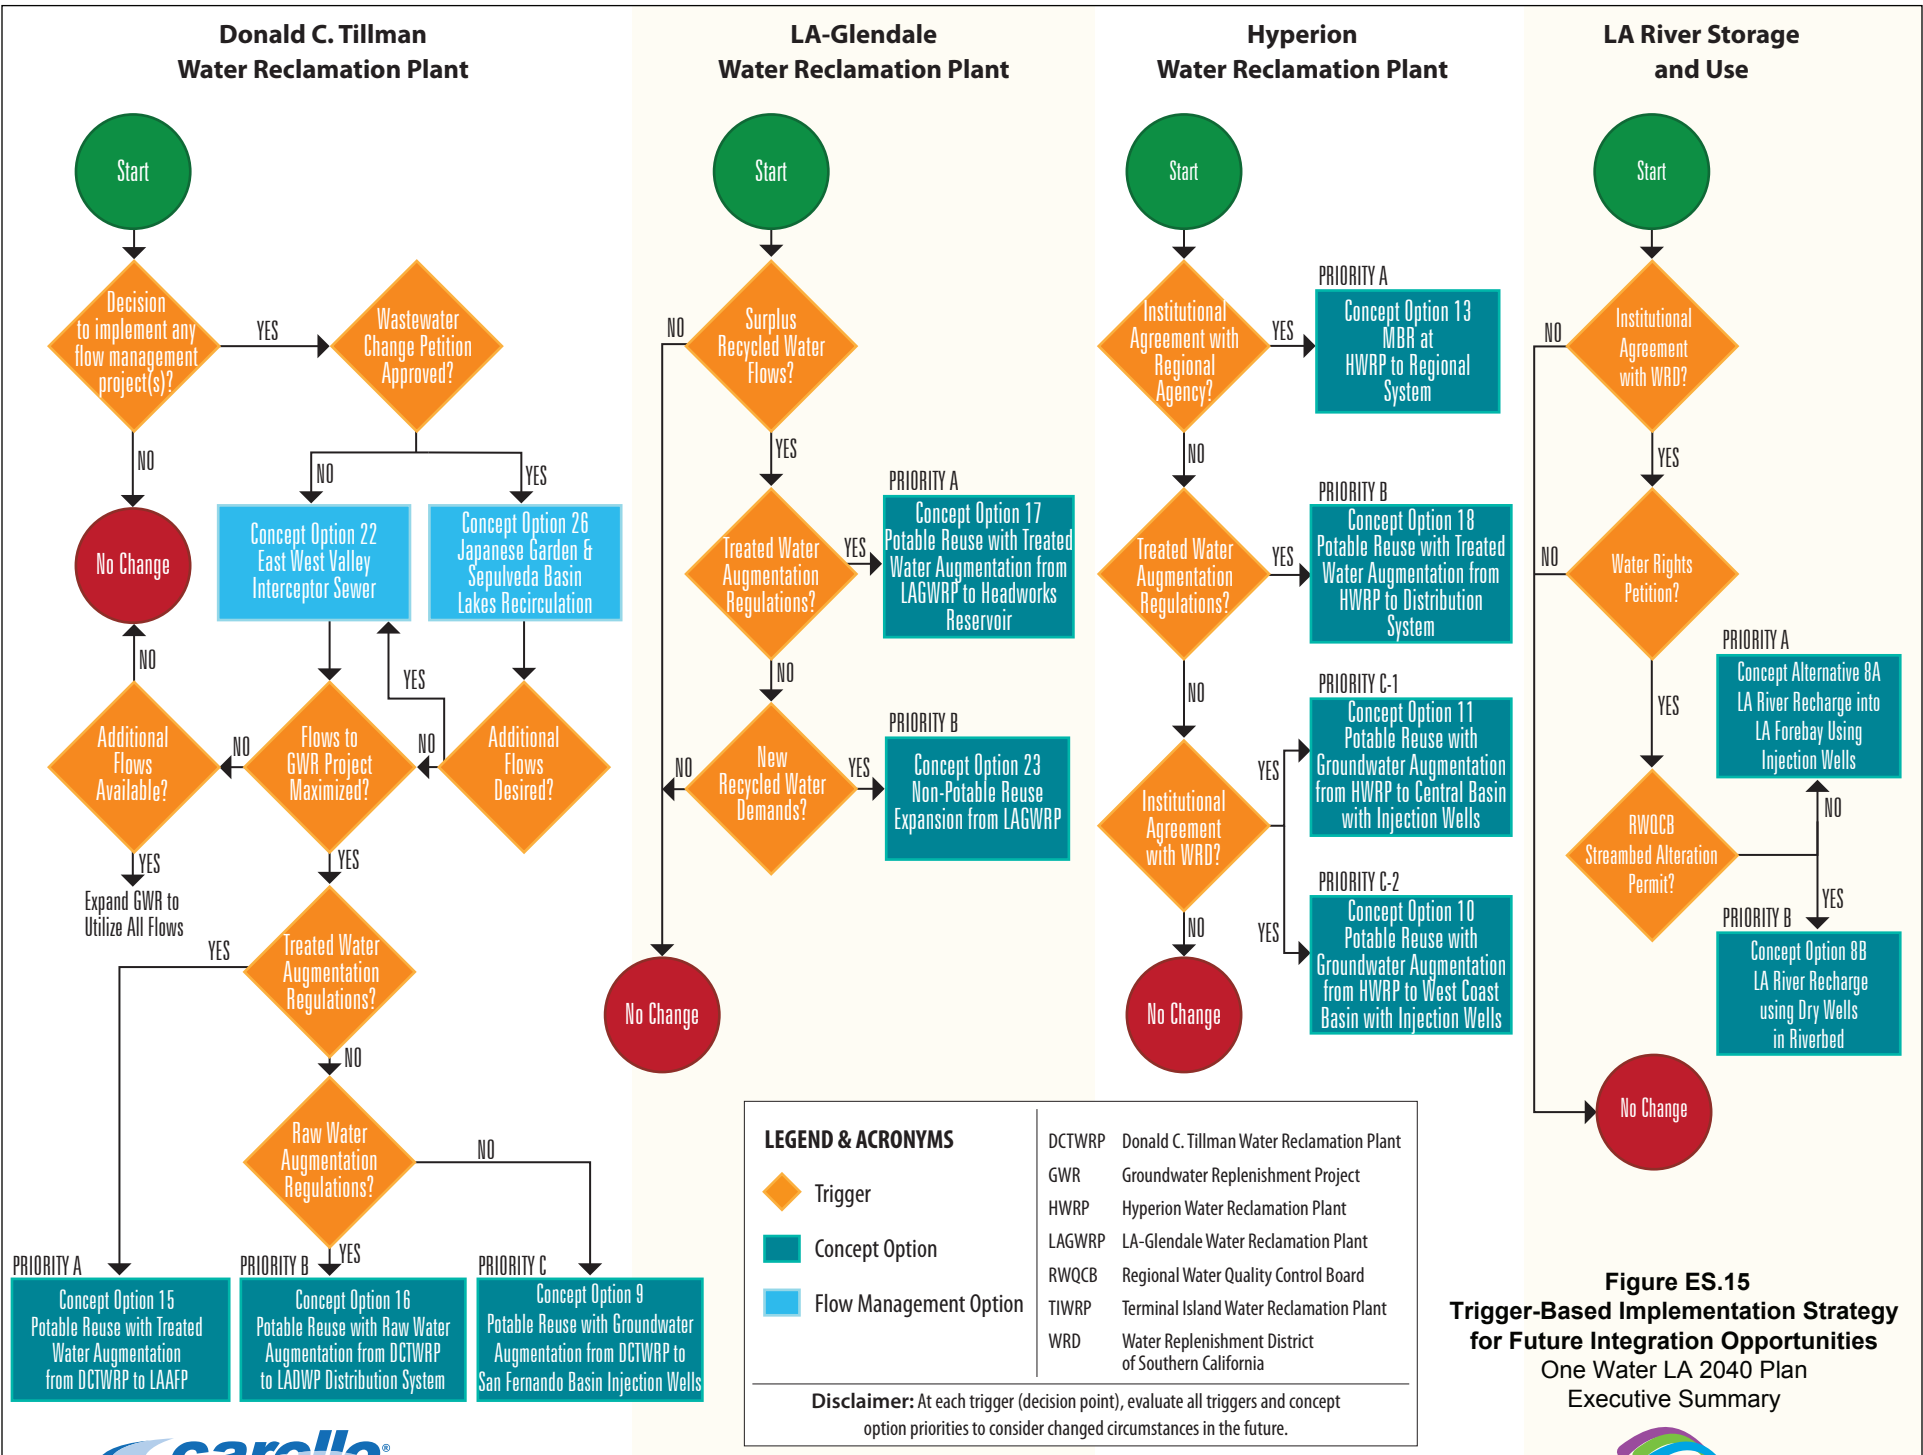 Donald C. Tillman
Water Reclamation Plant
Start
Decision
to implement any
flow management
project(s)?
YES
Wastewater
Change Petition
Approved?
NO
NO
YES
No Change
Concept Option 22
East West Valley
Interceptor Sewer
Concept Option 26
Japanese Garden &
Sepulveda Basin
Lakes Recirculation
NO
YES
Additional
Flows
Available?
NO
Flows to
GWR Project
Maximized?
NO
Additional
Flows
Desired?
YES
Expand GWR to
Utilize All Flows
YES
YES
Treated Water
Augmentation
Regulations?
NO
Raw Water
Augmentation
Regulations?
NO
YES
PRIORITY A
Concept Option 15
Potable Reuse with Treated
Water Augmentation
from DCTWRP to LAAFP
PRIORITY B
Concept Option 16
Potable Reuse with Raw Water
Augmentation from DCTWRP
to LADWP Distribution System
PRIORITY C
Concept Option 9
Potable Reuse with Groundwater
Augmentation from DCTWRP to
San Fernando Basin Injection Wells
LA-Glendale
Water Reclamation Plant
Start
NO
Surplus
Recycled Water
Flows?
YES
Treated Water
Augmentation
Regulations?
YES
PRIORITY A
Concept Option 17
Potable Reuse with Treated
Water Augmentation from
LAGWRP to Headworks
Reservoir
NO
NO
New
Recycled Water
Demands?
YES
PRIORITY B
Concept Option 23
Non-Potable Reuse
Expansion from LAGWRP
No Change
Hyperion
Water Reclamation Plant
Start
Institutional
Agreement with
Regional
Agency?
YES
PRIORITY A
Concept Option 13
MBR at
HWRP to Regional
System
NO
Treated Water
Augmentation
Regulations?
YES
PRIORITY B
Concept Option 18
Potable Reuse with Treated
Water Augmentation from
HWRP to Distribution
System
NO
Institutional
Agreement
with WRD?
YES
PRIORITY C-1
Concept Option 11
Potable Reuse with
Groundwater Augmentation
from HWRP to Central Basin
with Injection Wells
YES
PRIORITY C-2
Concept Option 10
Potable Reuse with
Groundwater Augmentation
from HWRP to West Coast
Basin with Injection Wells
NO
No Change
LA River Storage
and Use
Start
NO
Institutional
Agreement
with WRD?
YES
NO
Water Rights
Petition?
YES
RWQCB
Streambed Alteration
Permit?
PRIORITY A
Concept Alternative 8A
LA River Recharge into
LA Forebay Using
Injection Wells
NO
YES
PRIORITY B
Concept Option 8B
LA River Recharge
using Dry Wells
in Riverbed
No Change
LEGEND & ACRONYMS
Trigger
Concept Option
Flow Management Option
DCTWRP Donald C. Tillman Water Reclamation Plant
GWR Groundwater Replenishment Project
HWRP Hyperion Water Reclamation Plant
LAGWRP LA-Glendale Water Reclamation Plant
RWQCB Regional Water Quality Control Board
TIWRP Terminal Island Water Reclamation Plant
WRD Water Replenishment District
of Southern California
Disclaimer: At each trigger (decision point), evaluate all triggers and concept
option priorities to consider changed circumstances in the future.
Figure ES.15
Trigger-Based Implementation Strategy
for Future Integration Opportunities
One Water LA 2040 Plan
Executive Summary
carollo®